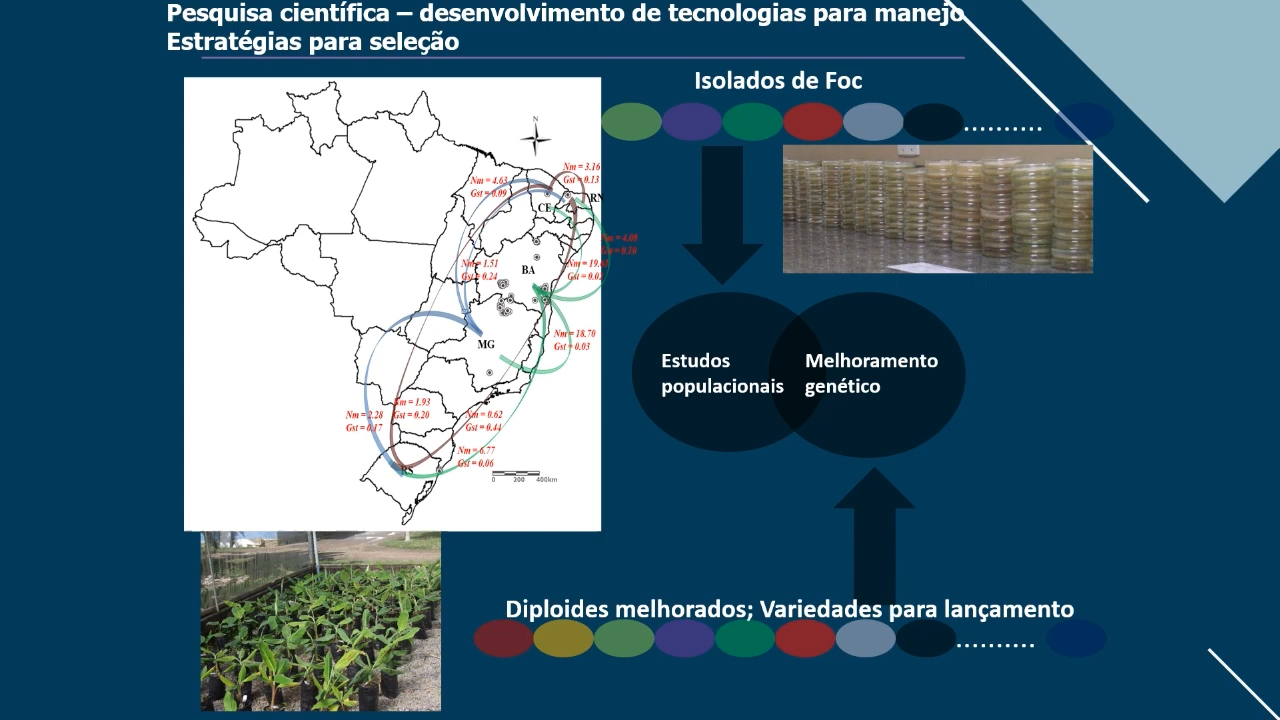 Pesquisa científica – desenvolvimento de tecnologias para manejo
Estratégias para seleção
Isolados de Foc
..........
N
Nm = 3.16
Gst = 0.13
Nm = 4.63
Gst = 0.09
RN
CE
Nm = 4.08
Nm = 1.51
Gst = 0.24
BA
Nm = 18.70
Gst = 0.03
MG
Nm = 1.93
Gst = 0.20
Nm = 2.28
Gst = 0.17
Nm = 0.62
Gst = 0.44
Nm = 6.77
Gst = 0.06
RS
0 200 400km
Estudos
populacionais
Melhoramento
genético
Diploides melhorados; Variedades para lançamento
..........